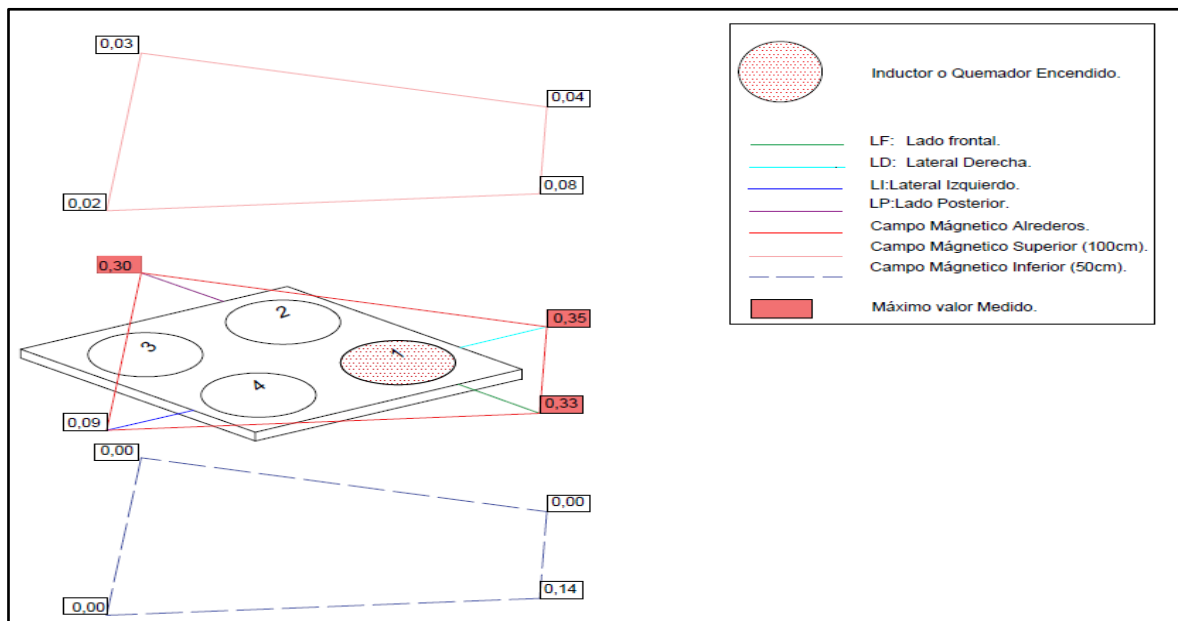 0,03
0,04
0,08
0,02
0,30
0,35
0,33
0,09
2
3
1
4
0,00
0,00
0,14
0,00
Inductor o Quemador Encendido.
LF: Lado frontal.
LD: Lateral Derecha.
LI:Lateral Izquierdo.
LP:Lado Posterior.
Campo Mágnetico Alrederos.
Campo Mágnetico Superior (100cm).
Campo Mágnetico Inferior (50cm).
Máximo valor Medido.